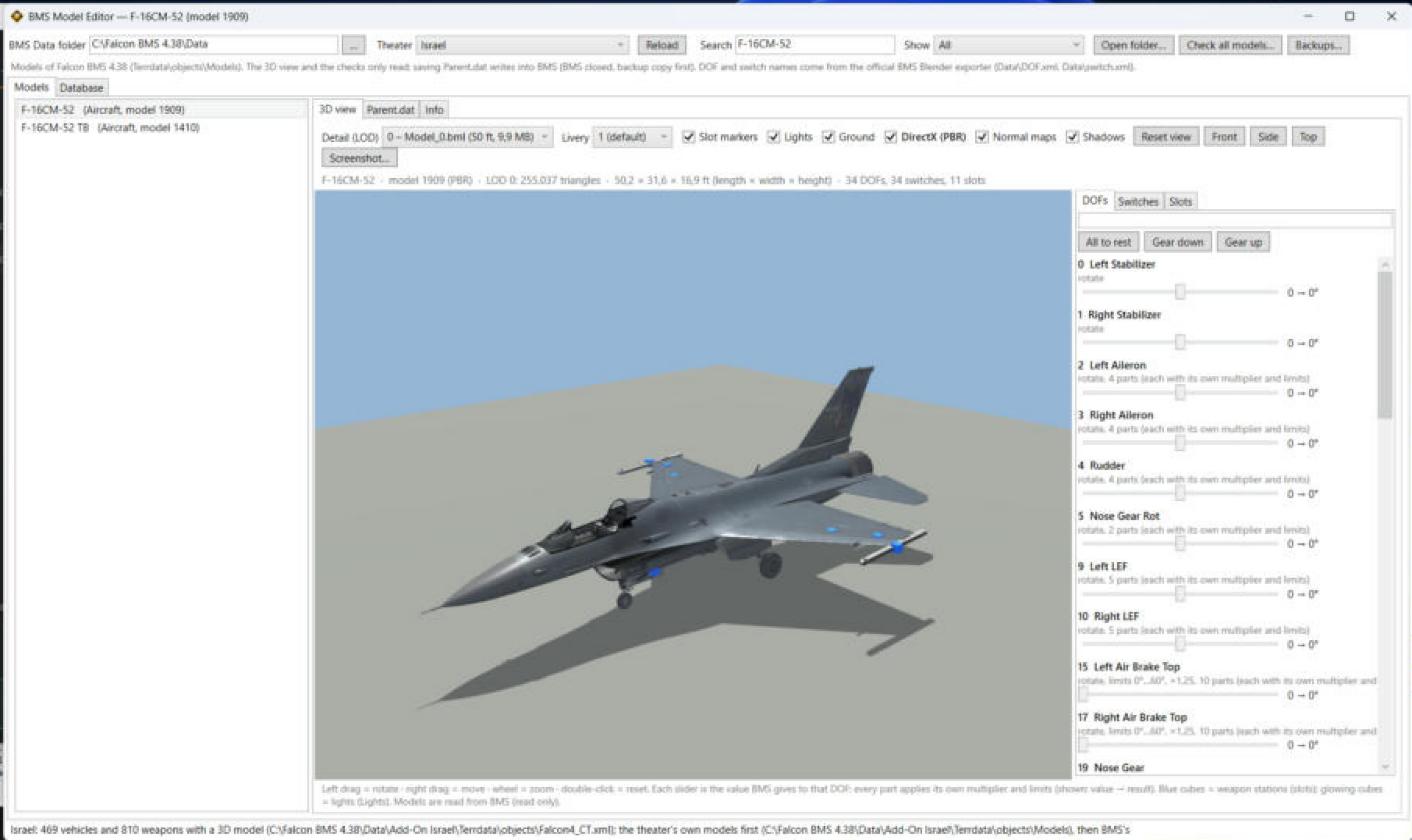 BMS Model Editor — F-16CM-52 (model 1909)
BMS Data folder C:\Falcon BMS 4.38\Data ... Theater Israel Reload Search F-16CM-52 Show All Open folder... Check all models... Backups...
Models of Falcon BMS 4.38 (Terrdata\objects\Models). The 3D view and the checks only read; saving Parent.dat writes into BMS (BMS closed, backup copy first). DOF and switch names come from the official BMS Blender exporter (Data\DOF.xml, Data\switch.xml).
Models Database
F-16CM-52 (Aircraft, model 1909)
F-16CM-52 TB (Aircraft, model 1410)
3D view Parent.dat Info
Detail (LOD) 0 – Model_0.bml (50 ft, 9,9 MB) Livery 1 (default) Slot markers Lights Ground DirectX (PBR) Normal maps Shadows Reset view Front Side Top
Screenshot...
F-16CM-52 · model 1909 (PBR) · LOD 0: 255.037 triangles · 50,2 × 31,6 × 16,9 ft (length × width × height) · 34 DOFs, 34 switches, 11 slots
DOFs Switches Slots
All to rest Gear down Gear up
0 Left Stabilizer
rotate
0 → 0°
1 Right Stabilizer
rotate
0 → 0°
2 Left Aileron
rotate, 4 parts (each with its own multiplier and limits)
0 → 0°
3 Right Aileron
rotate, 4 parts (each with its own multiplier and limits)
0 → 0°
4 Rudder
rotate, 4 parts (each with its own multiplier and limits)
0 → 0°
5 Nose Gear Rot
rotate, 2 parts (each with its own multiplier and limits)
0 → 0°
9 Left LEF
rotate, 5 parts (each with its own multiplier and limits)
0 → 0°
10 Right LEF
rotate, 5 parts (each with its own multiplier and limits)
0 → 0°
15 Left Air Brake Top
rotate, limits 0°...60°, ×1,25, 10 parts (each with its own multiplier and
0 → 0°
17 Right Air Brake Top
rotate, limits 0°...60°, ×1,25, 10 parts (each with its own multiplier and
0 → 0°
19 Nose Gear
Left drag = rotate · right drag = move · wheel = zoom · double-click = reset. Each slider is the value BMS gives to that DOF; every part applies its own multiplier and limits (shown: value → result). Blue cubes = weapon stations (slots); glowing cubes
= lights (Lights). Models are read from BMS (read only).
Israel: 469 vehicles and 810 weapons with a 3D model (C:\Falcon BMS 4.38\Data\Add-On Israel\Terrdata\objects\Falcon4_CT.xml); the theater's own models first (C:\Falcon BMS 4.38\Data\Add-On Israel\Terrdata\objects\Models), then BMS's